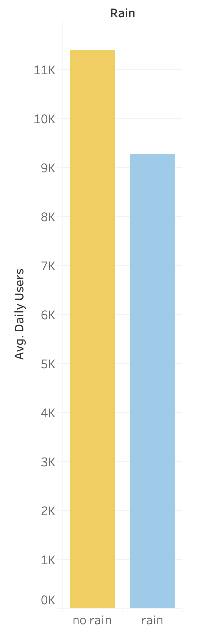 Rain
11K
10K
9K
8K
7K
6K
5K
4K
3K
2K
1K
0K
Avg. Daily Users
no rain
rain